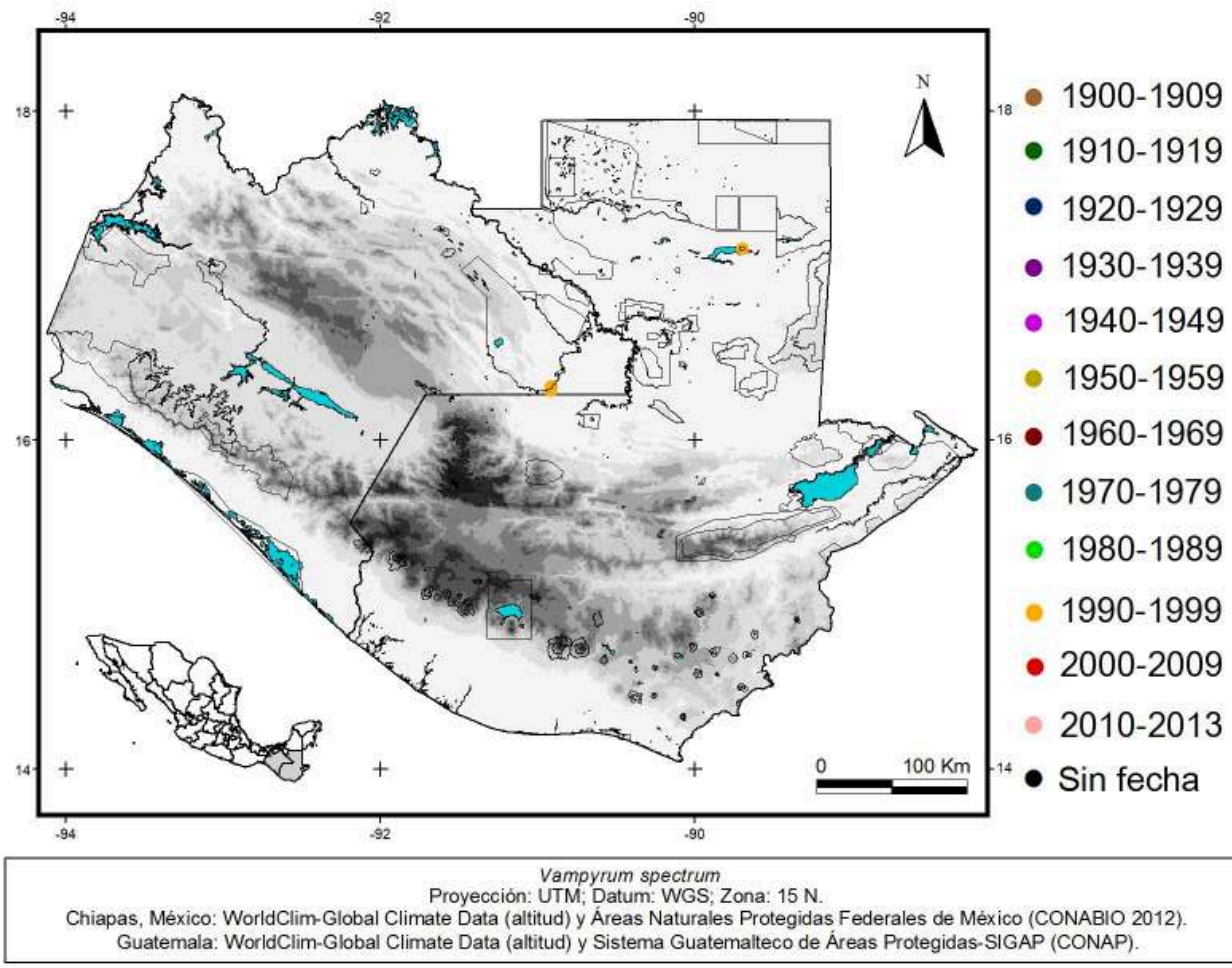 -94 -92 -90
N
18 18
16 16
14 14
0 100 Km
-94 -92 -90
1900-1909
1910-1919
1920-1929
1930-1939
1940-1949
1950-1959
1960-1969
1970-1979
1980-1989
1990-1999
2000-2009
2010-2013
Sin fecha
Vampyrum spectrum
Proyección: UTM; Datum: WGS; Zona: 15 N.
Chiapas, México: WorldClim-Global Climate Data (altitud) y Áreas Naturales Protegidas Federales de México (CONABIO 2012).
Guatemala: WorldClim-Global Climate Data (altitud) y Sistema Guatemalteco de Áreas Protegidas-SIGAP (CONAP).